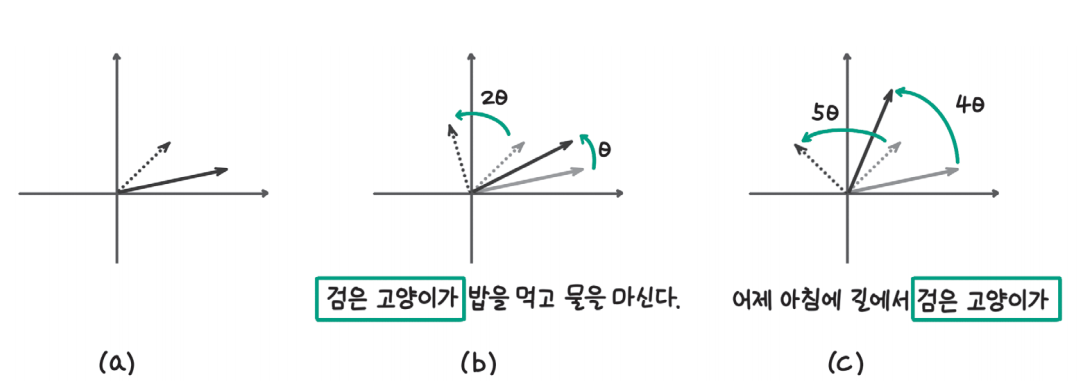 2θ
θ
5θ
4θ
검은 고양이가 밥을 먹고 물을 마신다.
어제 아침에 길에서 검은 고양이가
(a)
(b)
(c)